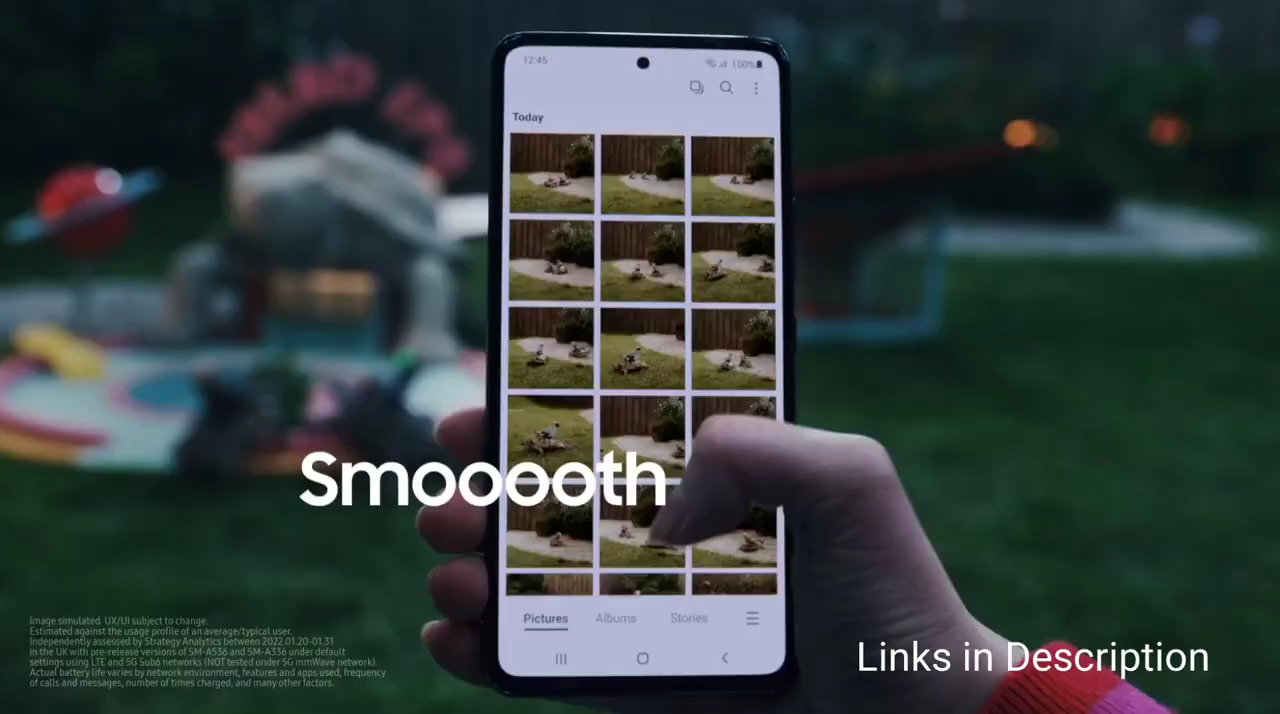 12:45
100%
Today
Smooooth
Pictures
Albums
Stories
Image simulated. UX/UI subject to change.
Estimated against the usage profile of an average/typical user.
Independently assessed by Strategy Analytics between 2022.01.20-01.31
in the UK with pre-release versions of SM-A536 and SM-A336 under default
settings using LTE and 5G Sub6 networks (NOT tested under 5G mmWave network).
Actual battery life varies by network environment, features and apps used, frequency
of calls and messages, number of times charged, and many other factors.
Links in Description